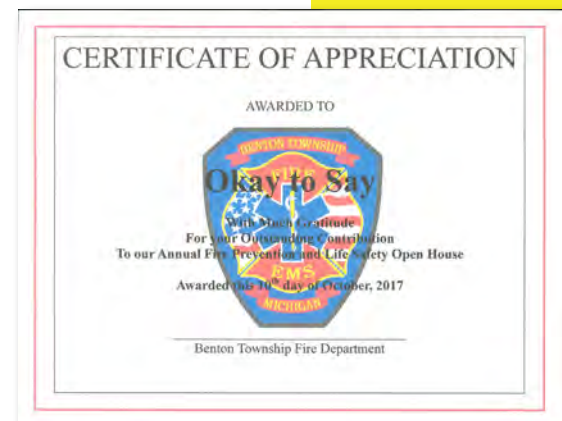 CERTIFICATE OF APPRECIATION
AWARDED TO
BENTON TOWNSHIP
FIRE
Okay to Say
With Much Gratitude
For your Outstanding Contribution
To our Annual Fire Prevention and Life Safety Open House
EMS
Awarded this 10th day of October, 2017
MICHIGAN
Benton Township Fire Department